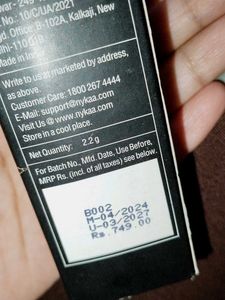 No. 10/C/UA/2021
Regd. Office B-102A, Kalkaji, New
Made in
Write to us at marketed by address,
as above.
Customer Care: 1800 267 4444
E-Mail: support@nykaa.com
Visit Us @ www.nykaa.com
Store in a cool place.
Net Quantity: 2.2 g
For Batch No., Mfd. Date, Use Before,
MRP Rs. (incl. of all taxes) see below.
B002
M-04/2024
U-03/2027
Rs.749.00